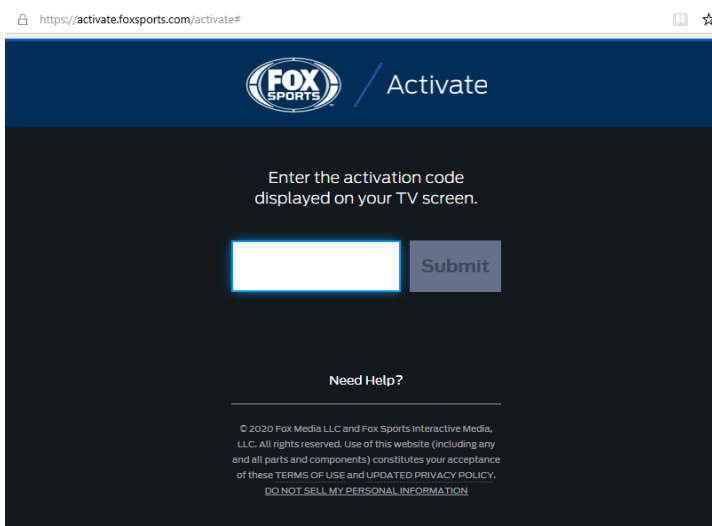 https://activate.foxsports.com/activate#
FOX
SPORTS
Activate
Enter the activation code
displayed on your TV screen.
Submit
Need Help?
© 2020 Fox Media LLC and Fox Sports Interactive Media,
LLC. All rights reserved. Use of this website (including any
and all parts and components) constitutes your acceptance
of these TERMS OF USE and UPDATED PRIVACY POLICY.
DO NOT SELL MY PERSONAL INFORMATION